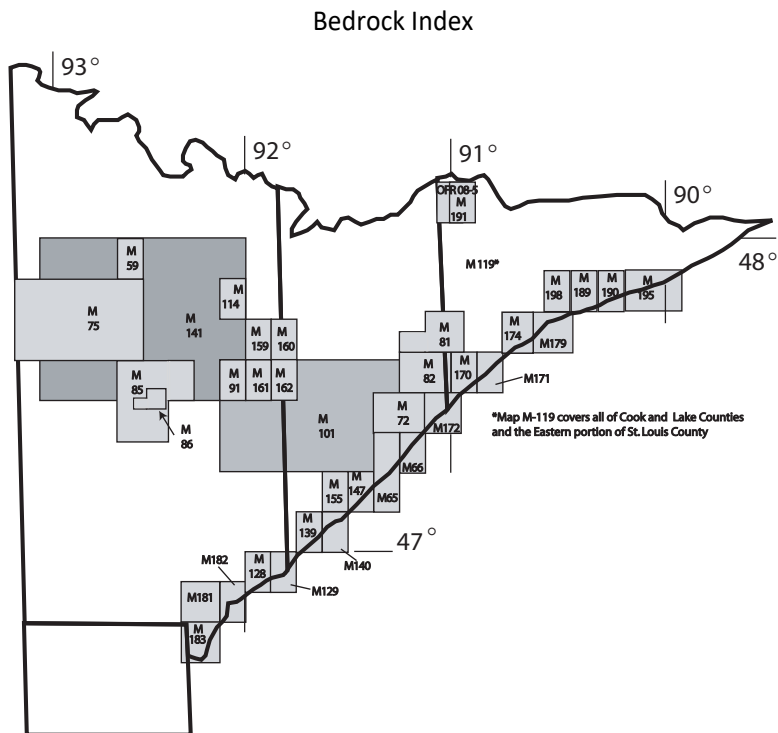 Bedrock Index
93°
92°
91°
90°
48°
OFR 08-5
M
191
M 119*
M
59
M
114
M
75
M
141
M
198
M
189
M
190
M
195
M
174
M179
M
159
M
160
M
81
M
85
M
86
M
91
M
161
M
162
M
82
M
170
M171
M
101
M
72
M172
*Map M-119 covers all of Cook and Lake Counties
and the Eastern portion of St. Louis County
M66
M65
M
155
M
147
M
139
M140
47°
M182
M
128
M129
M181
M
183